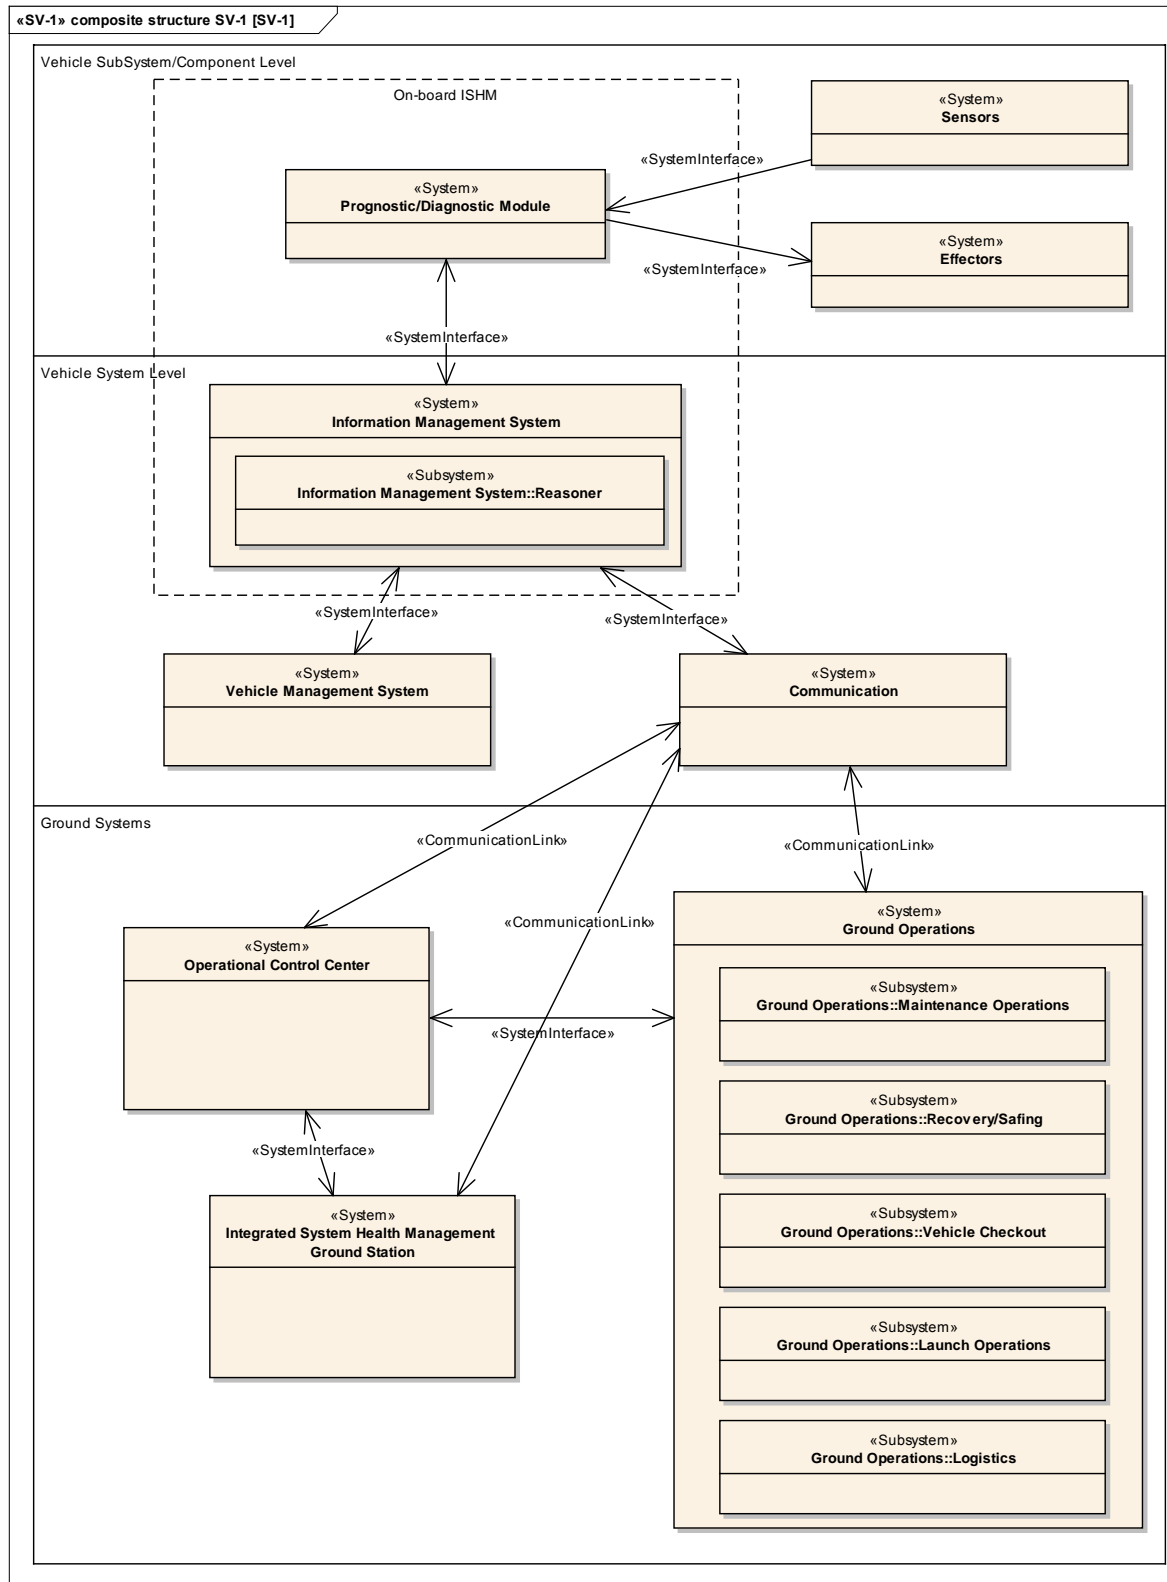 «SV-1» composite structure SV-1 [SV-1]
Vehicle SubSystem/Component Level
On-board ISHM
«System»
Sensors
«SystemInterface»
«System»
Prognostic/Diagnostic Module
«System»
Effectors
«SystemInterface»
«SystemInterface»
Vehicle System Level
«System»
Information Management System
«Subsystem»
Information Management System::Reasoner
«SystemInterface»
«SystemInterface»
«System»
Vehicle Management System
«System»
Communication
Ground Systems
«CommunicationLink»
«CommunicationLink»
«CommunicationLink»
«System»
Operational Control Center
«System»
Ground Operations
«Subsystem»
Ground Operations::Maintenance Operations
«SystemInterface»
«Subsystem»
Ground Operations::Recovery/Safing
«SystemInterface»
«System»
Integrated System Health Management
Ground Station
«Subsystem»
Ground Operations::Vehicle Checkout
«Subsystem»
Ground Operations::Launch Operations
«Subsystem»
Ground Operations::Logistics